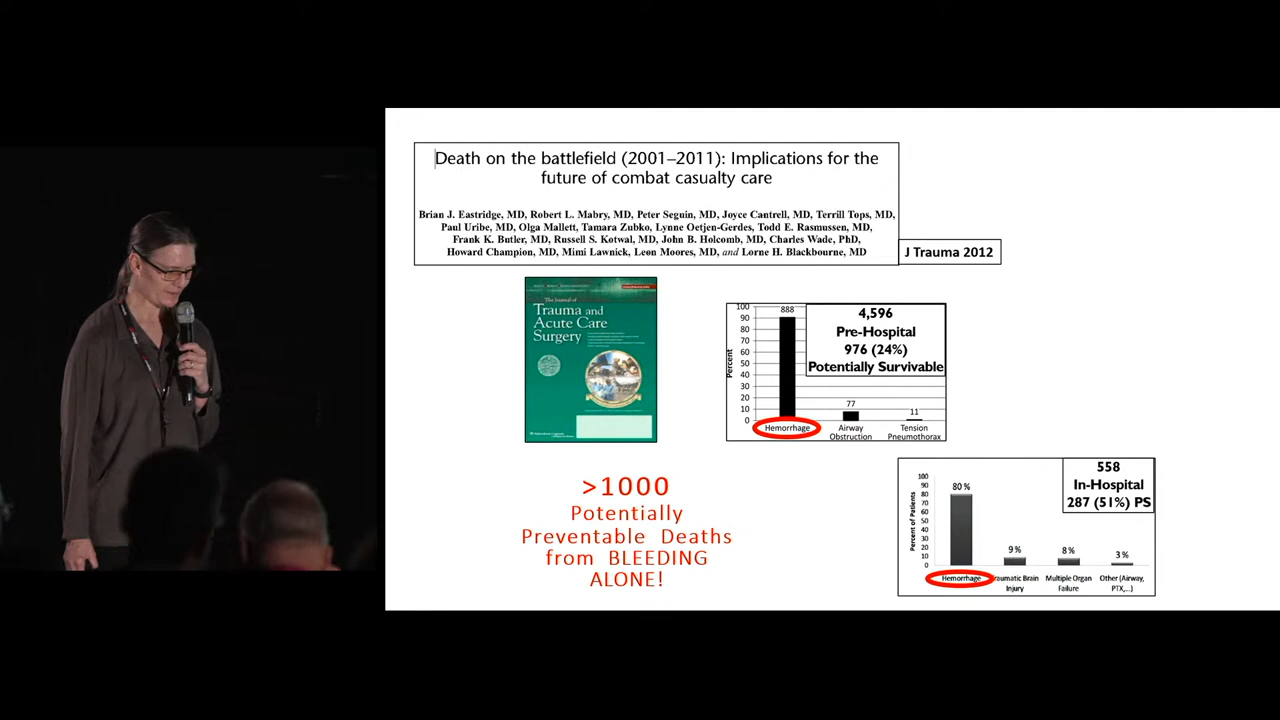 Death on the battlefield (2001–2011): Implications for the
future of combat casualty care
Brian J. Eastridge, MD, Robert L. Mabry, MD, Peter Seguin, MD, Joyce Cantrell, MD, Terrill Tops, MD,
Paul Uribe, MD, Olga Mallett, Tamara Zubko, Lynne Oetjen-Gerdes, Todd E. Rasmussen, MD,
Frank K. Butler, MD, Russell S. Kotwal, MD, John B. Holcomb, MD, Charles Wade, PhD,
Howard Champion, MD, Mimi Lawnick, Leon Moores, MD, and Lorne H. Blackbourne, MD
J Trauma 2012
The Journal of
Trauma and
Acute Care
Surgery
4,596
Pre-Hospital
976 (24%)
Potentially Survivable
Percent
100
90
80
70
60
50
40
30
20
10
0
888
77
11
Hemorrhage
Airway
Obstruction
Tension
Pneumothorax
>1000
Potentially
Preventable Deaths
from BLEEDING
ALONE!
558
In-Hospital
287 (51%) PS
Percent of Patients
100
90
80
70
60
50
40
30
20
10
0
80 %
9 %
8 %
3 %
Hemorrhage
raumatic Brain
Injury
Multiple Organ
Failure
Other (Airway,
PTX,...)